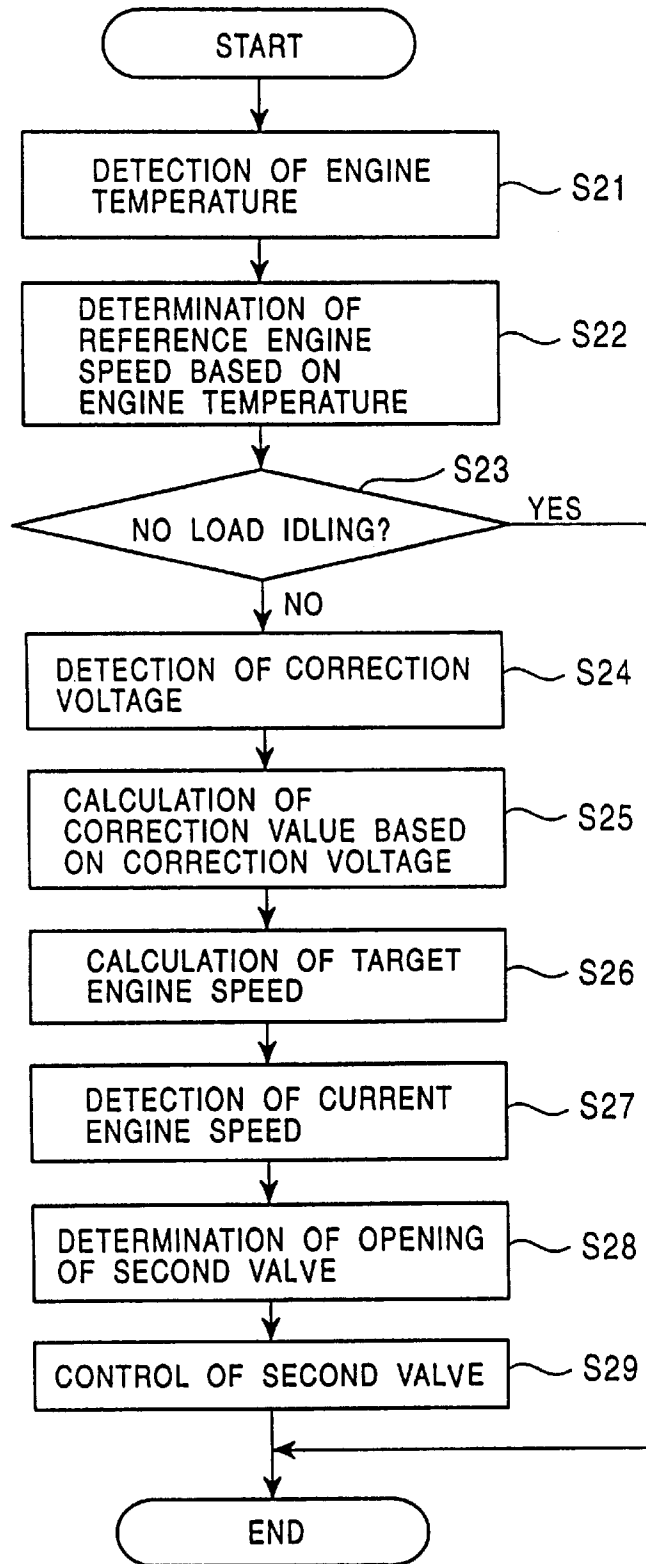 START
DETECTION OF ENGINE
TEMPERATURE
S21
DETERMINATION OF
REFERENCE ENGINE
SPEED BASED ON
ENGINE TEMPERATURE
S22
S23
NO LOAD IDLING?
YES
NO
DETECTION OF CORRECTION
VOLTAGE
S24
CALCULATION OF
CORRECTION VALUE BASED
ON CORRECTION VOLTAGE
S25
CALCULATION OF TARGET
ENGINE SPEED
S26
DETECTION OF CURRENT
ENGINE SPEED
S27
DETERMINATION OF OPENING
OF SECOND VALVE
S28
CONTROL OF SECOND VALVE
S29
END